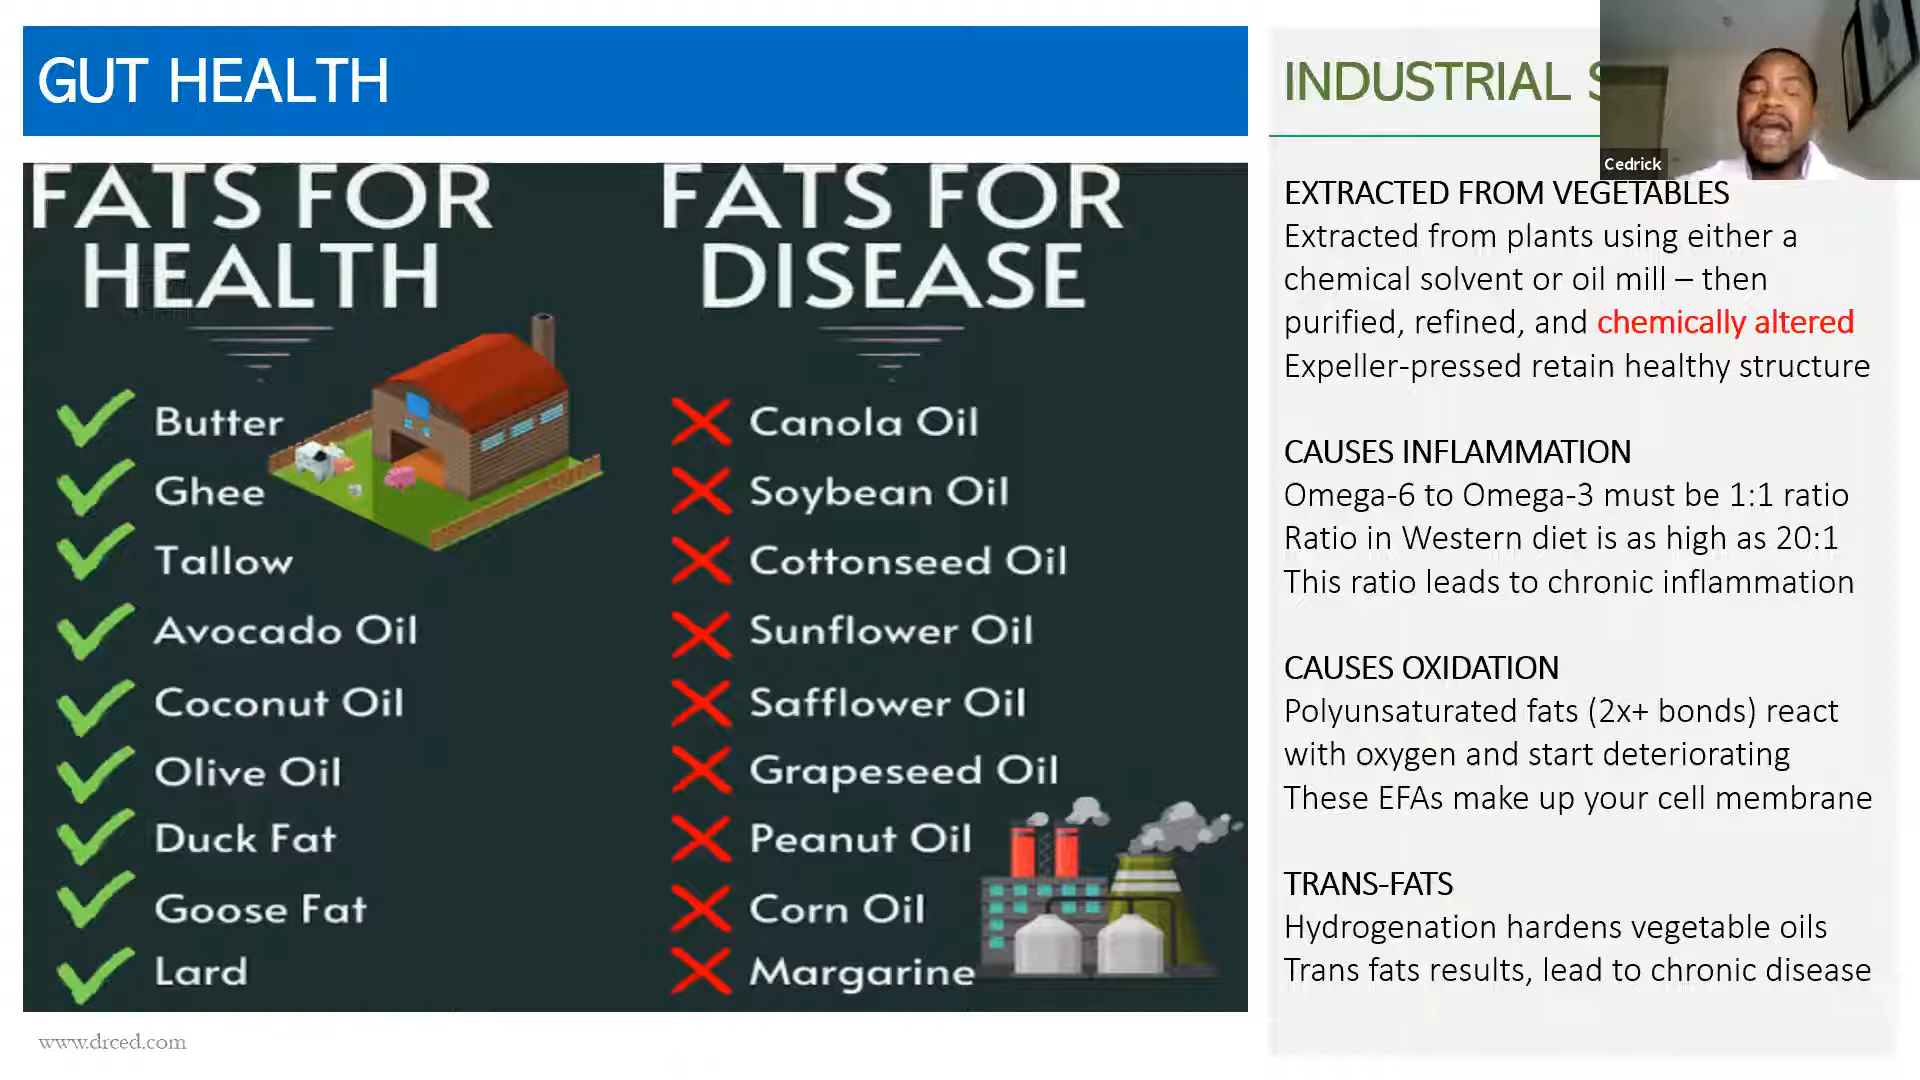 GUT HEALTH
FATS FOR
HEALTH
Butter
Ghee
Tallow
Avocado Oil
Coconut Oil
Olive Oil
Duck Fat
Goose Fat
Lard
FATS FOR
DISEASE
Canola Oil
Soybean Oil
Cottonseed Oil
Sunflower Oil
Safflower Oil
Grapeseed Oil
Peanut Oil
Corn Oil
Margarine
www.drced.com
INDUSTRIAL
Cedrick
EXTRACTED FROM VEGETABLES
Extracted from plants using either a
chemical solvent or oil mill – then
purified, refined, and chemically altered
Expeller-pressed retain healthy structure
CAUSES INFLAMMATION
Omega-6 to Omega-3 must be 1:1 ratio
Ratio in Western diet is as high as 20:1
This ratio leads to chronic inflammation
CAUSES OXIDATION
Polyunsaturated fats (2x+ bonds) react
with oxygen and start deteriorating
These EFAs make up your cell membrane
TRANS-FATS
Hydrogenation hardens vegetable oils
Trans fats results, lead to chronic disease